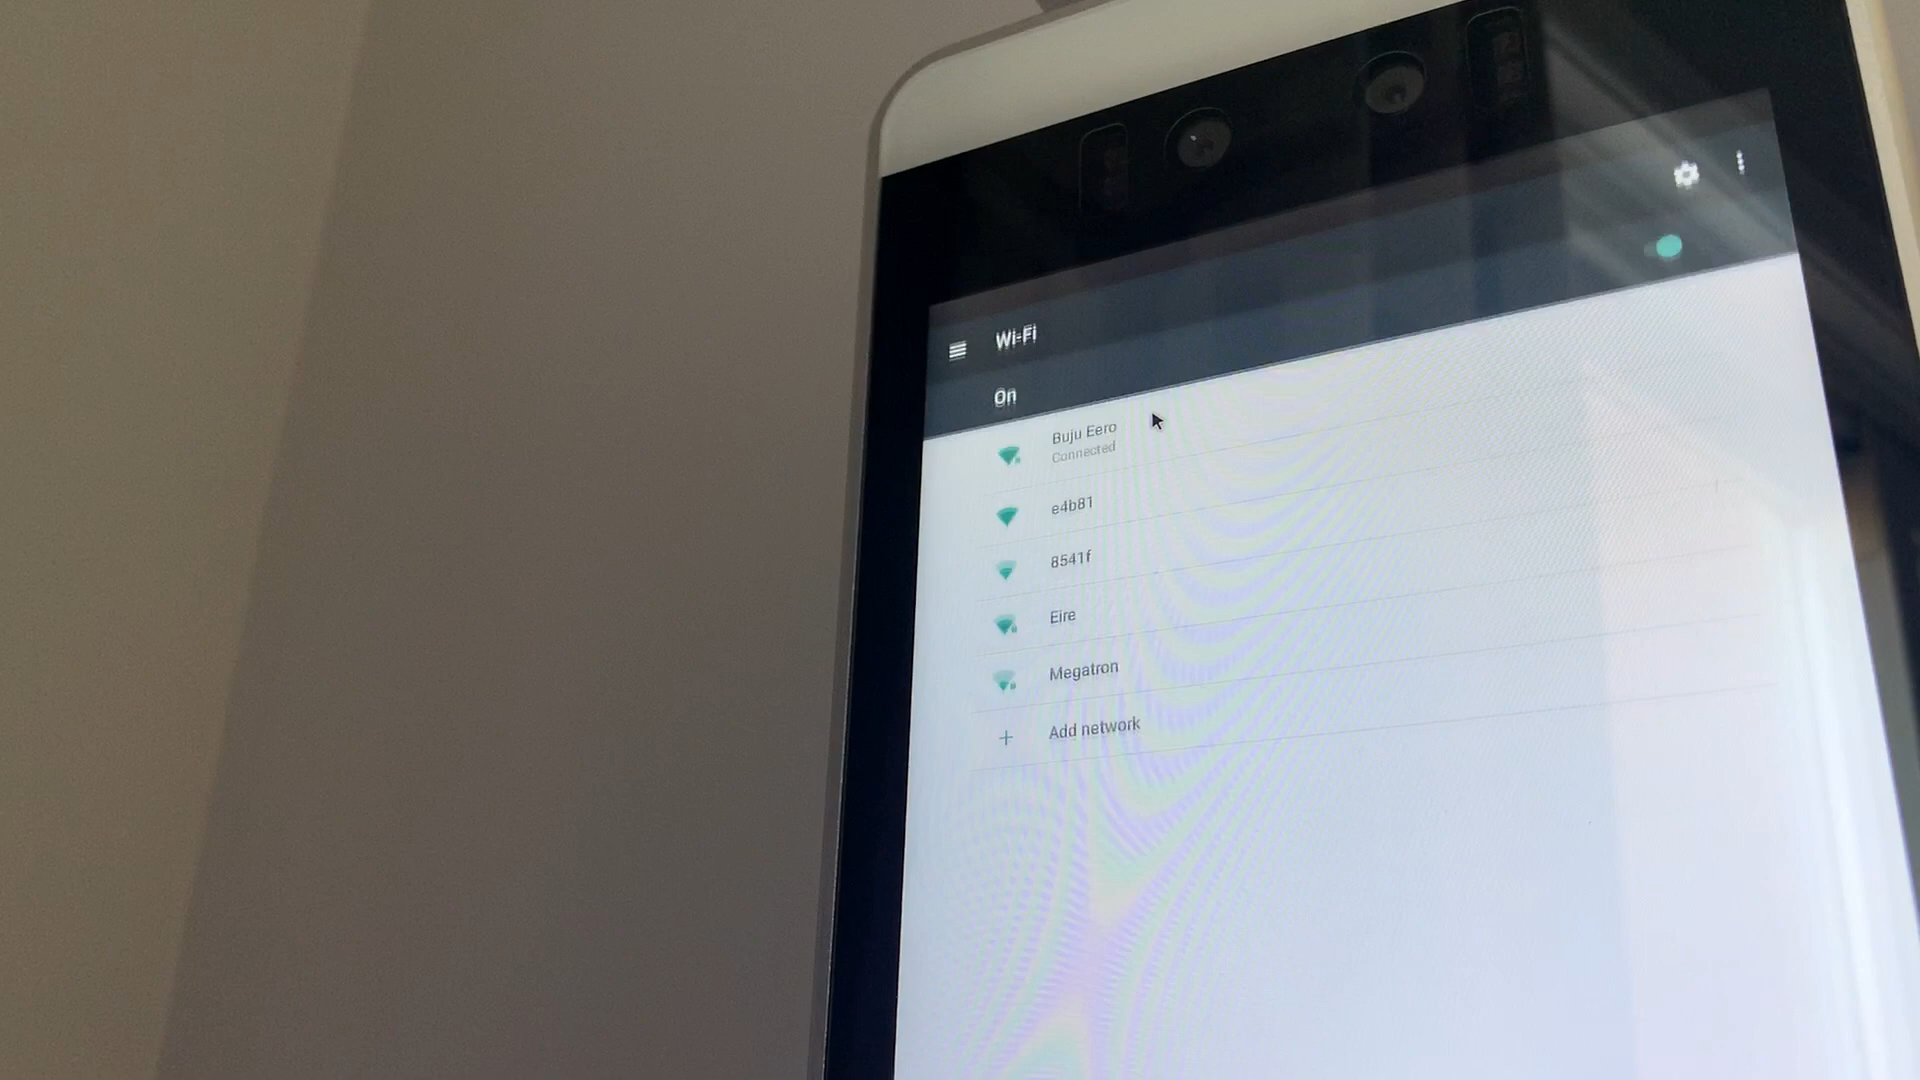 Wi-Fi
On
Buju Eero
Connected
e4b81
8541f
Eire
Megatron
Add network